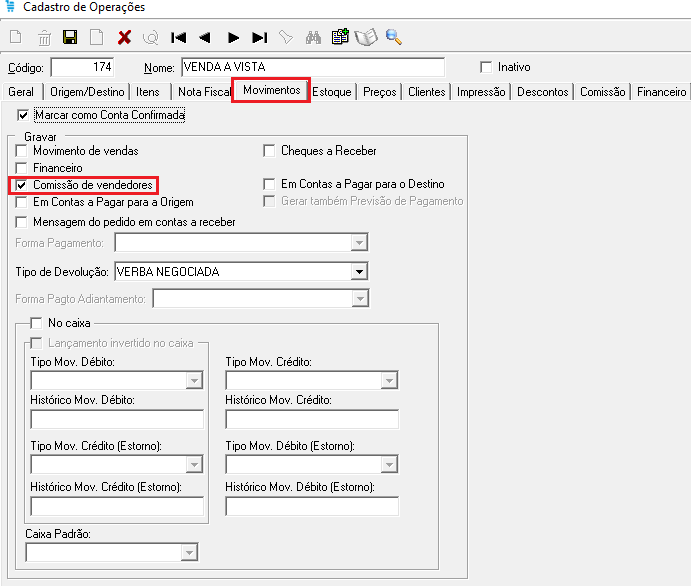 Cadastro de Operações
Código: 174 Nome: VENDA A VISTA Inativo
Geral Origem/Destino Itens Nota Fiscal Movimentos Estoque Preços Clientes Impressão Descontos Comissão Financeiro
Marcar como Conta Confirmada
Gravar
Movimento de vendas Cheques a Receber
Financeiro
Comissão de vendedores Em Contas a Pagar para o Destino
Em Contas a Pagar para a Origem Gerar também Previsão de Pagamento
Mensagem do pedido em contas a receber
Forma Pagamento:
Tipo de Devolução: VERBA NEGOCIADA
Forma Pagto Adiantamento:
No caixa
Lançamento invertido no caixa
Tipo Mov. Débito: Tipo Mov. Crédito:
Histórico Mov. Débito: Histórico Mov. Crédito:
Tipo Mov. Crédito (Estorno): Tipo Mov. Débito (Estorno):
Histórico Mov. Crédito (Estorno): Histórico Mov. Débito (Estorno):
Caixa Padrão: